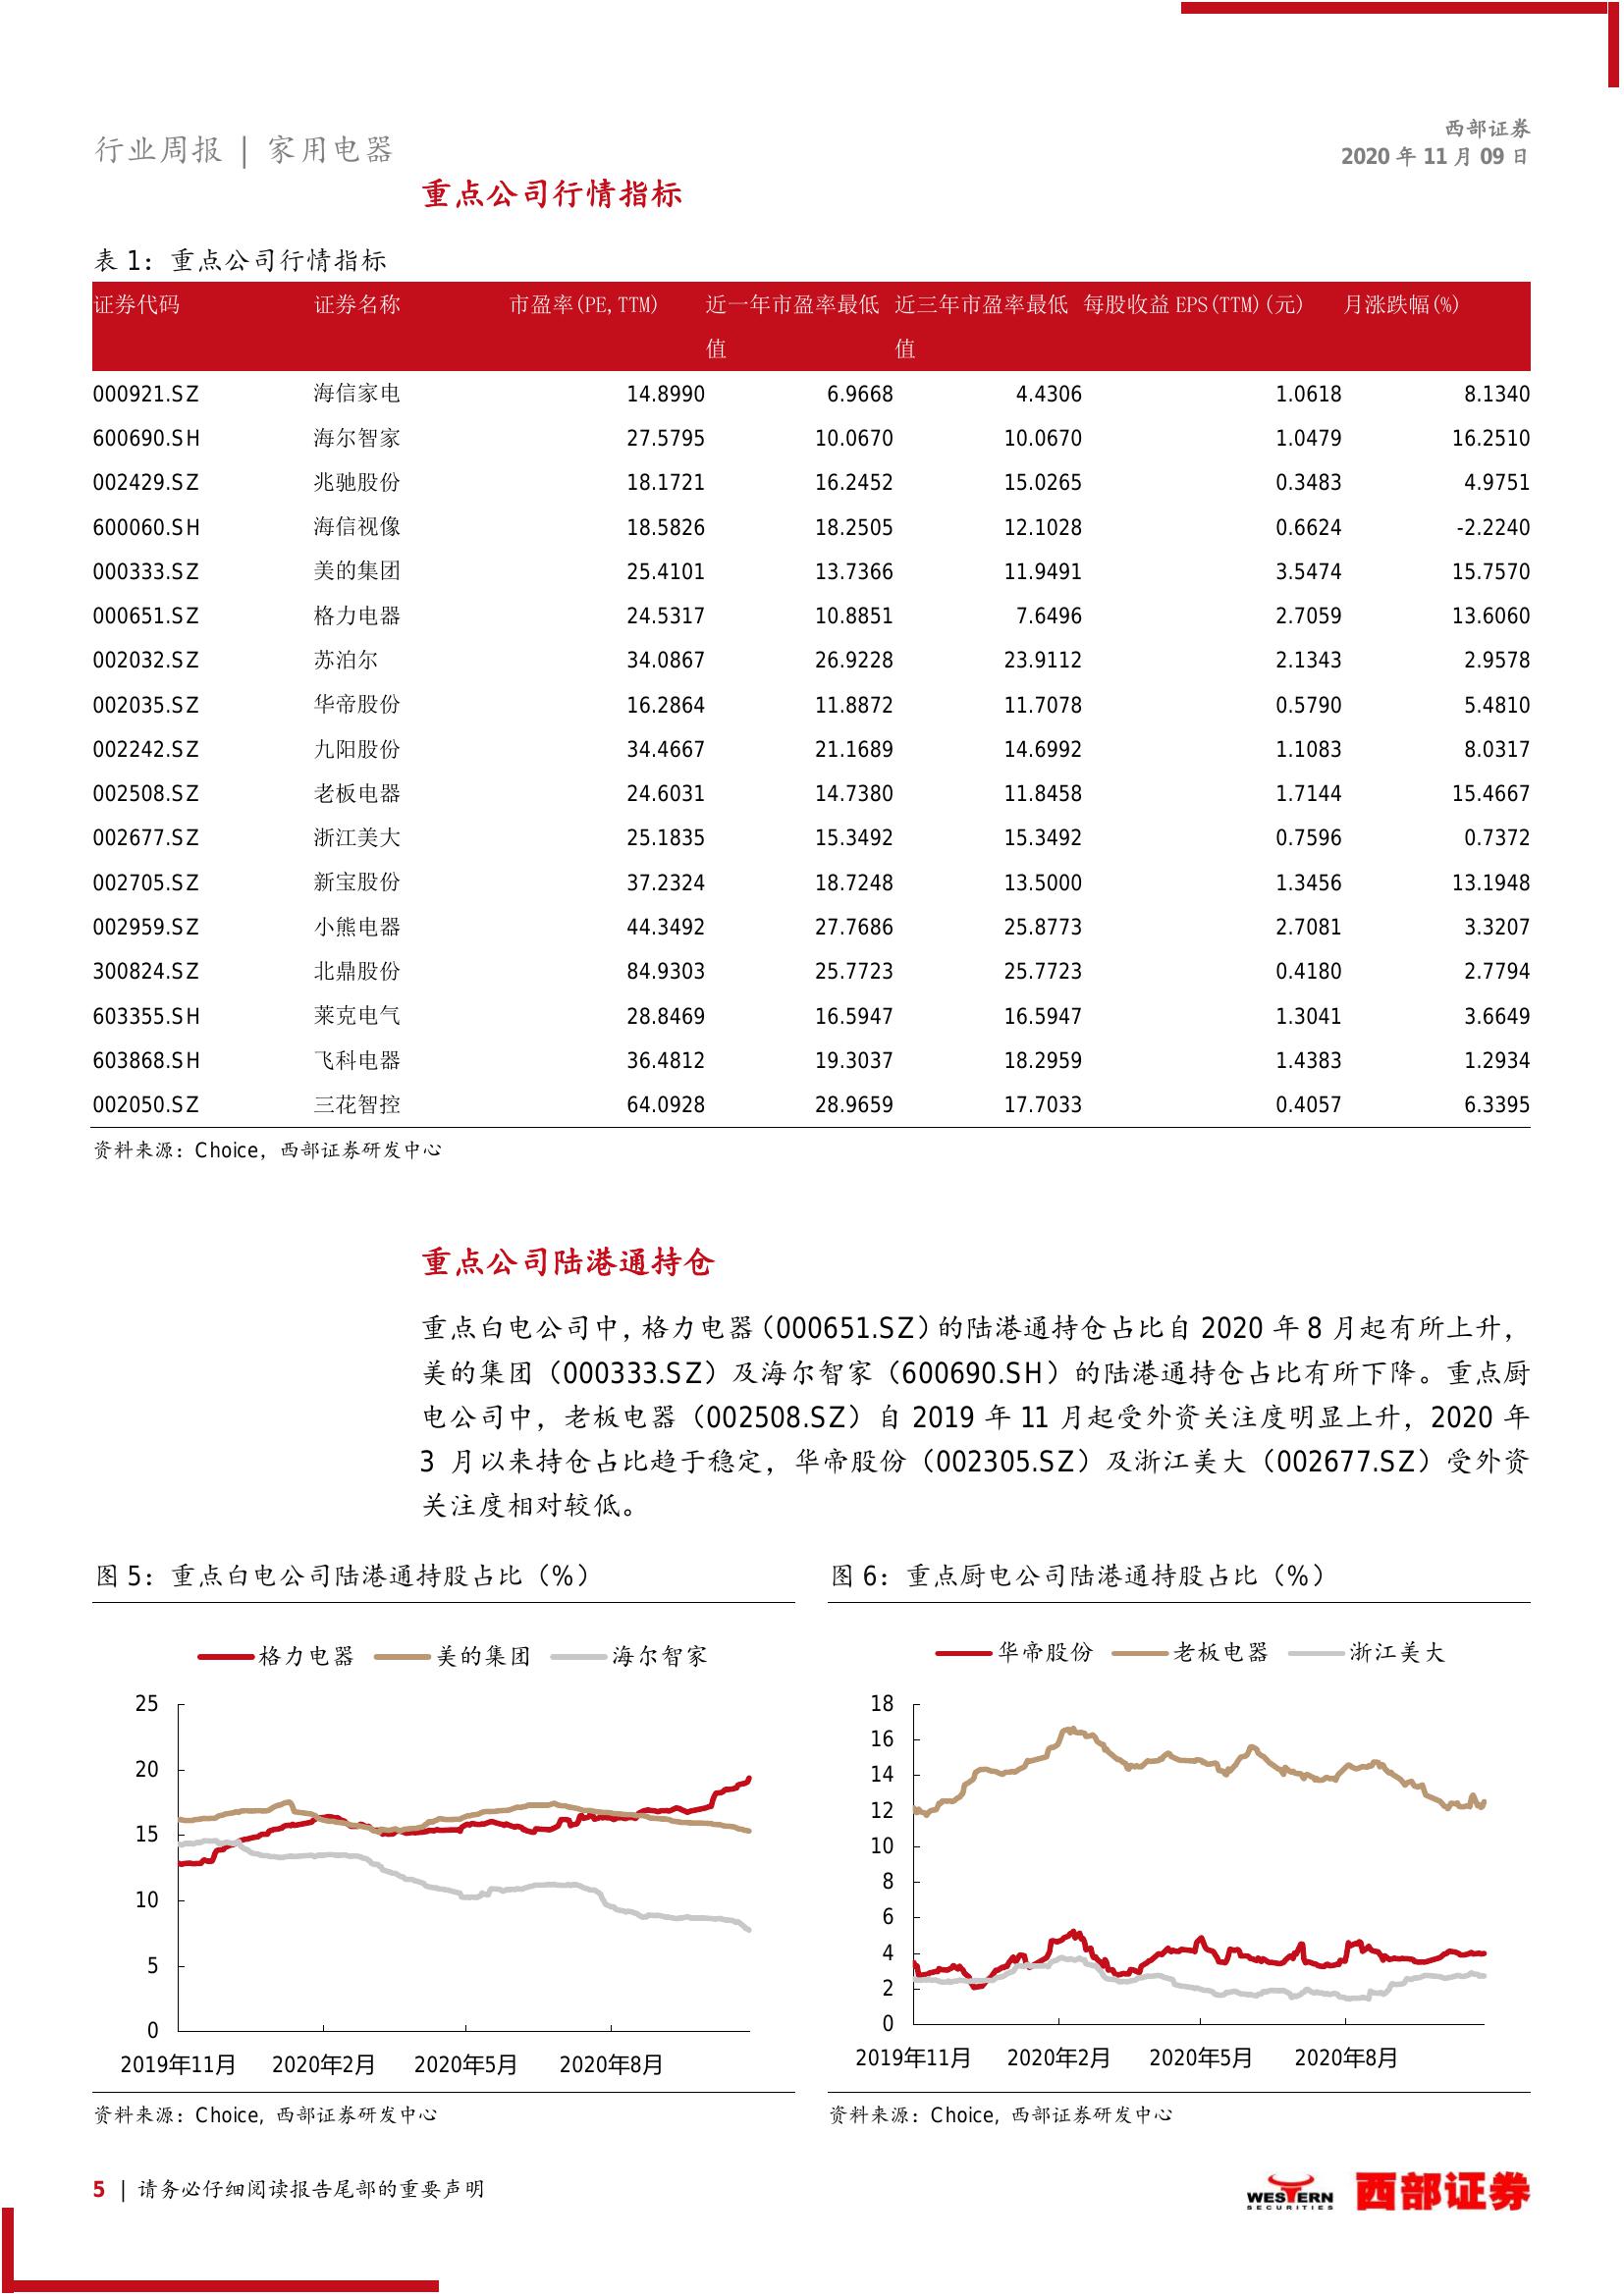 行业周报 | 家用电器
西部证券
2020 年 11 月 09 日
重点公司行情指标
表 1：重点公司行情指标
证券代码 证券名称 市盈率(PE,TTM) 近一年市盈率最低值 近三年市盈率最低值 每股收益 EPS(TTM)(元) 月涨跌幅(%)
000921.SZ 海信家电 14.8990 6.9668 4.4306 1.0618 8.1340
600690.SH 海尔智家 27.5795 10.0670 10.0670 1.0479 16.2510
002429.SZ 兆驰股份 18.1721 16.2452 15.0265 0.3483 4.9751
600060.SH 海信视像 18.5826 18.2505 12.1028 0.6624 -2.2240
000333.SZ 美的集团 25.4101 13.7366 11.9491 3.5474 15.7570
000651.SZ 格力电器 24.5317 10.8851 7.6496 2.7059 13.6060
002032.SZ 苏泊尔 34.0867 26.9228 23.9112 2.1343 2.9578
002035.SZ 华帝股份 16.2864 11.8872 11.7078 0.5790 5.4810
002242.SZ 九阳股份 34.4667 21.1689 14.6992 1.1083 8.0317
002508.SZ 老板电器 24.6031 14.7380 11.8458 1.7144 15.4667
002677.SZ 浙江美大 25.1835 15.3492 15.3492 0.7596 0.7372
002705.SZ 新宝股份 37.2324 18.7248 13.5000 1.3456 13.1948
002959.SZ 小熊电器 44.3492 27.7686 25.8773 2.7081 3.3207
300824.SZ 北鼎股份 84.9303 25.7723 25.7723 0.4180 2.7794
603355.SH 莱克电气 28.8469 16.5947 16.5947 1.3041 3.6649
603868.SH 飞科电器 36.4812 19.3037 18.2959 1.4383 1.2934
002050.SZ 三花智控 64.0928 28.9659 17.7033 0.4057 6.3395
资料来源：Choice，西部证券研发中心
重点公司陆港通持仓
重点白电公司中，格力电器（000651.SZ）的陆港通持仓占比自 2020 年 8 月起有所上升，
美的集团（000333.SZ）及海尔智家（600690.SH）的陆港通持仓占比有所下降。重点厨
电公司中，老板电器（002508.SZ）自 2019 年 11 月起受外资关注度明显上升，2020 年
3 月以来持仓占比趋于稳定，华帝股份（002305.SZ）及浙江美大（002677.SZ）受外资
关注度相对较低。
图 5：重点白电公司陆港通持股占比（%）
格力电器 美的集团 海尔智家
25
20
15
10
5
0
2019年11月 2020年2月 2020年5月 2020年8月
资料来源：Choice，西部证券研发中心
图 6：重点厨电公司陆港通持股占比（%）
华帝股份 老板电器 浙江美大
18
16
14
12
10
8
6
4
2
0
2019年11月 2020年2月 2020年5月 2020年8月
资料来源：Choice，西部证券研发中心
5 | 请务必仔细阅读报告尾部的重要声明
WESTERN
SECURITIES
西部证券